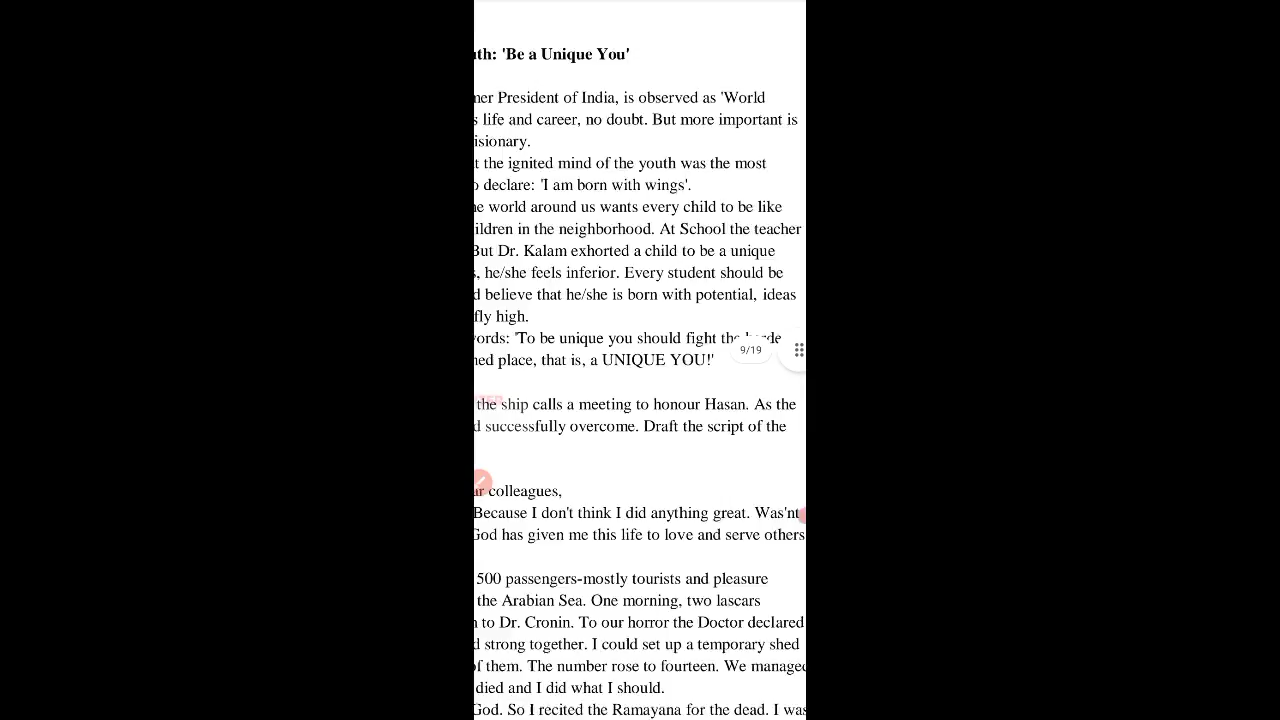 uth: 'Be a Unique You'
mer President of India, is observed as 'World
s life and career, no doubt. But more important is
isionary.
t the ignited mind of the youth was the most
o declare: 'I am born with wings'.
he world around us wants every child to be like
ildren in the neighborhood. At School the teacher
But Dr. Kalam exhorted a child to be a unique
s, he/she feels inferior. Every student should be
d believe that he/she is born with potential, ideas
fly high.
vords: 'To be unique you should fight the
9/19
ned place, that is, a UNIQUE YOU!'
the ship calls a meeting to honour Hasan. As the
d successfully overcome. Draft the script of the
ar colleagues,
Because I don't think I did anything great. Was'nt
God has given me this life to love and serve others
500 passengers-mostly tourists and pleasure
the Arabian Sea. One morning, two lascars
n to Dr. Cronin. To our horror the Doctor declared
d strong together. I could set up a temporary shed
of them. The number rose to fourteen. We managed
died and I did what I should.
God. So I recited the Ramayana for the dead. I was